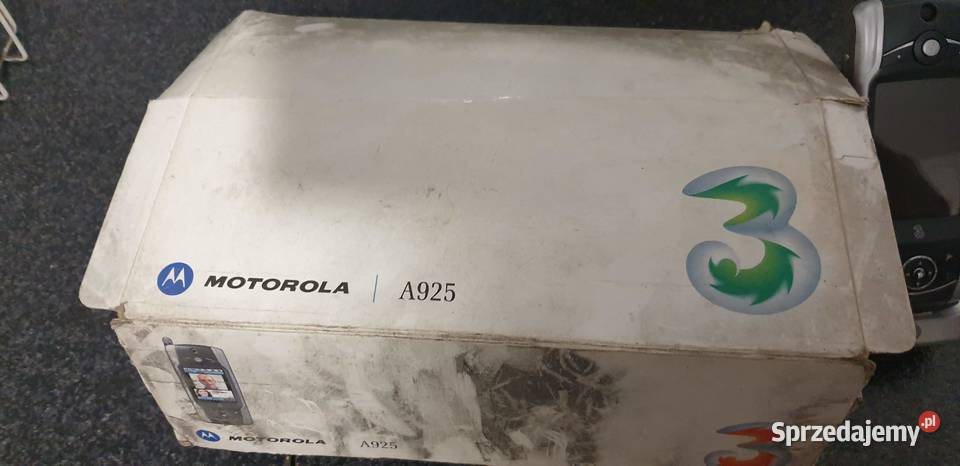 3
MOTOROLA | A925
MOTOROLA A925
Sprzedajemy.pl